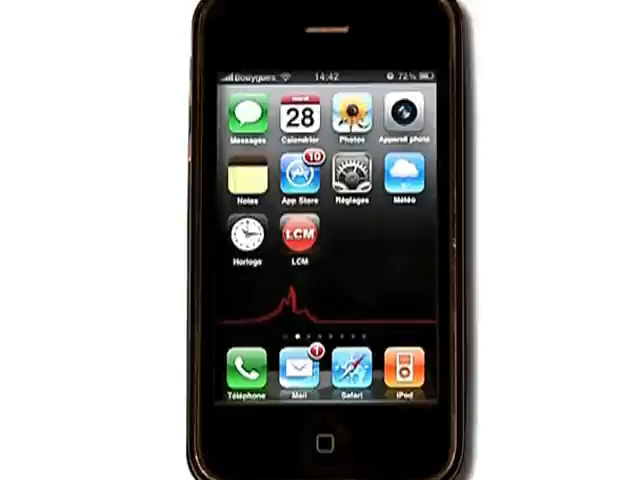 Bouygues 14:42 72 %
28
Messages Calendrier Photos Appareil photo
10
Notes App Store Réglages Météo
LCM
Horloge LCM
1
Téléphone Mail Safari iPod